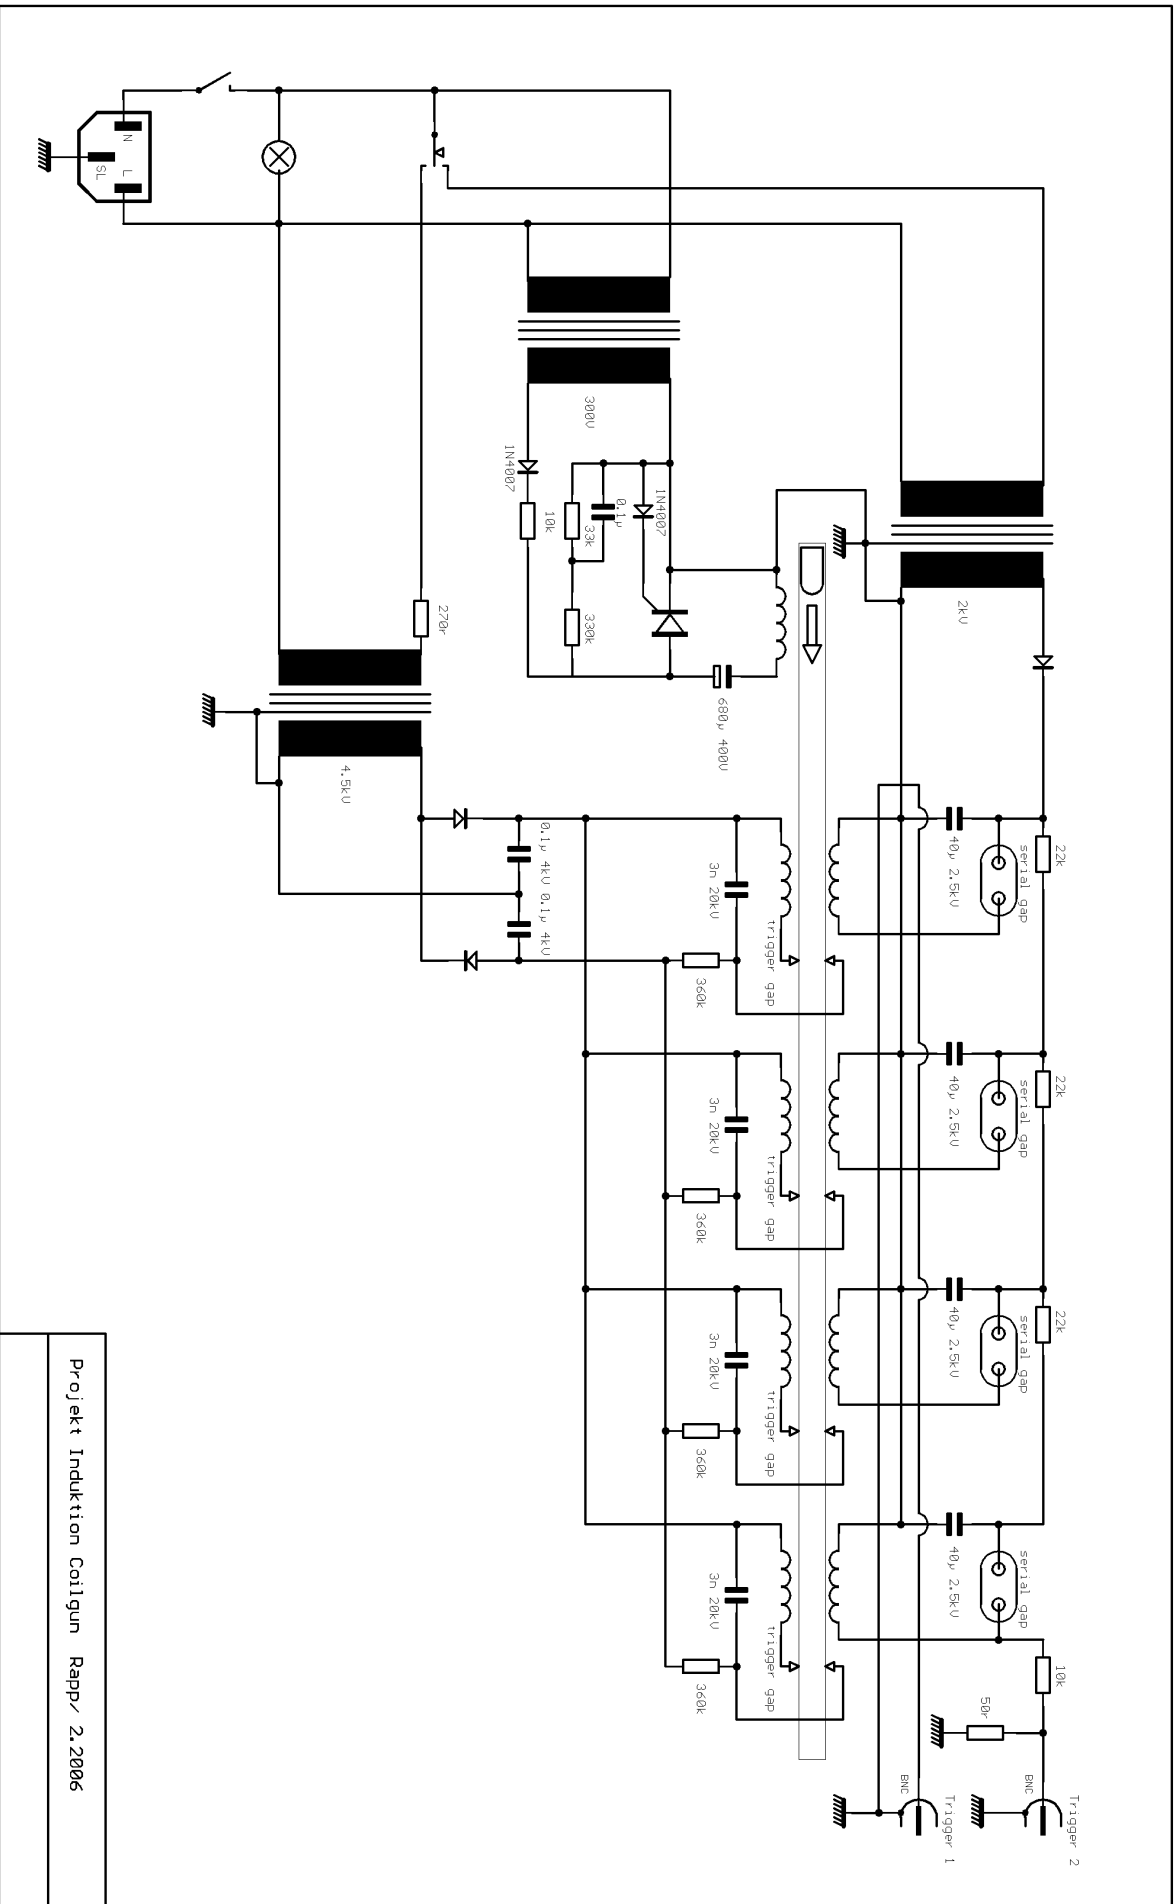 N
SL
L
300V
1N4007
10k
33k
0.1µ
1N4007
330k
680µ 400V
2kV
270r
4.5kV
0.1µ 4kV
0.1µ 4kV
22k
serial gap
40µ 2.5kV
3n 20kV
trigger gap
360k
22k
serial gap
40µ 2.5kV
3n 20kV
trigger gap
360k
22k
serial gap
40µ 2.5kV
3n 20kV
trigger gap
360k
serial gap
40µ 2.5kV
3n 20kV
trigger gap
360k
10k
50r
BNC
Trigger 2
BNC
Trigger 1
Projekt Induktion Coilgun Rapp/ 2.2006